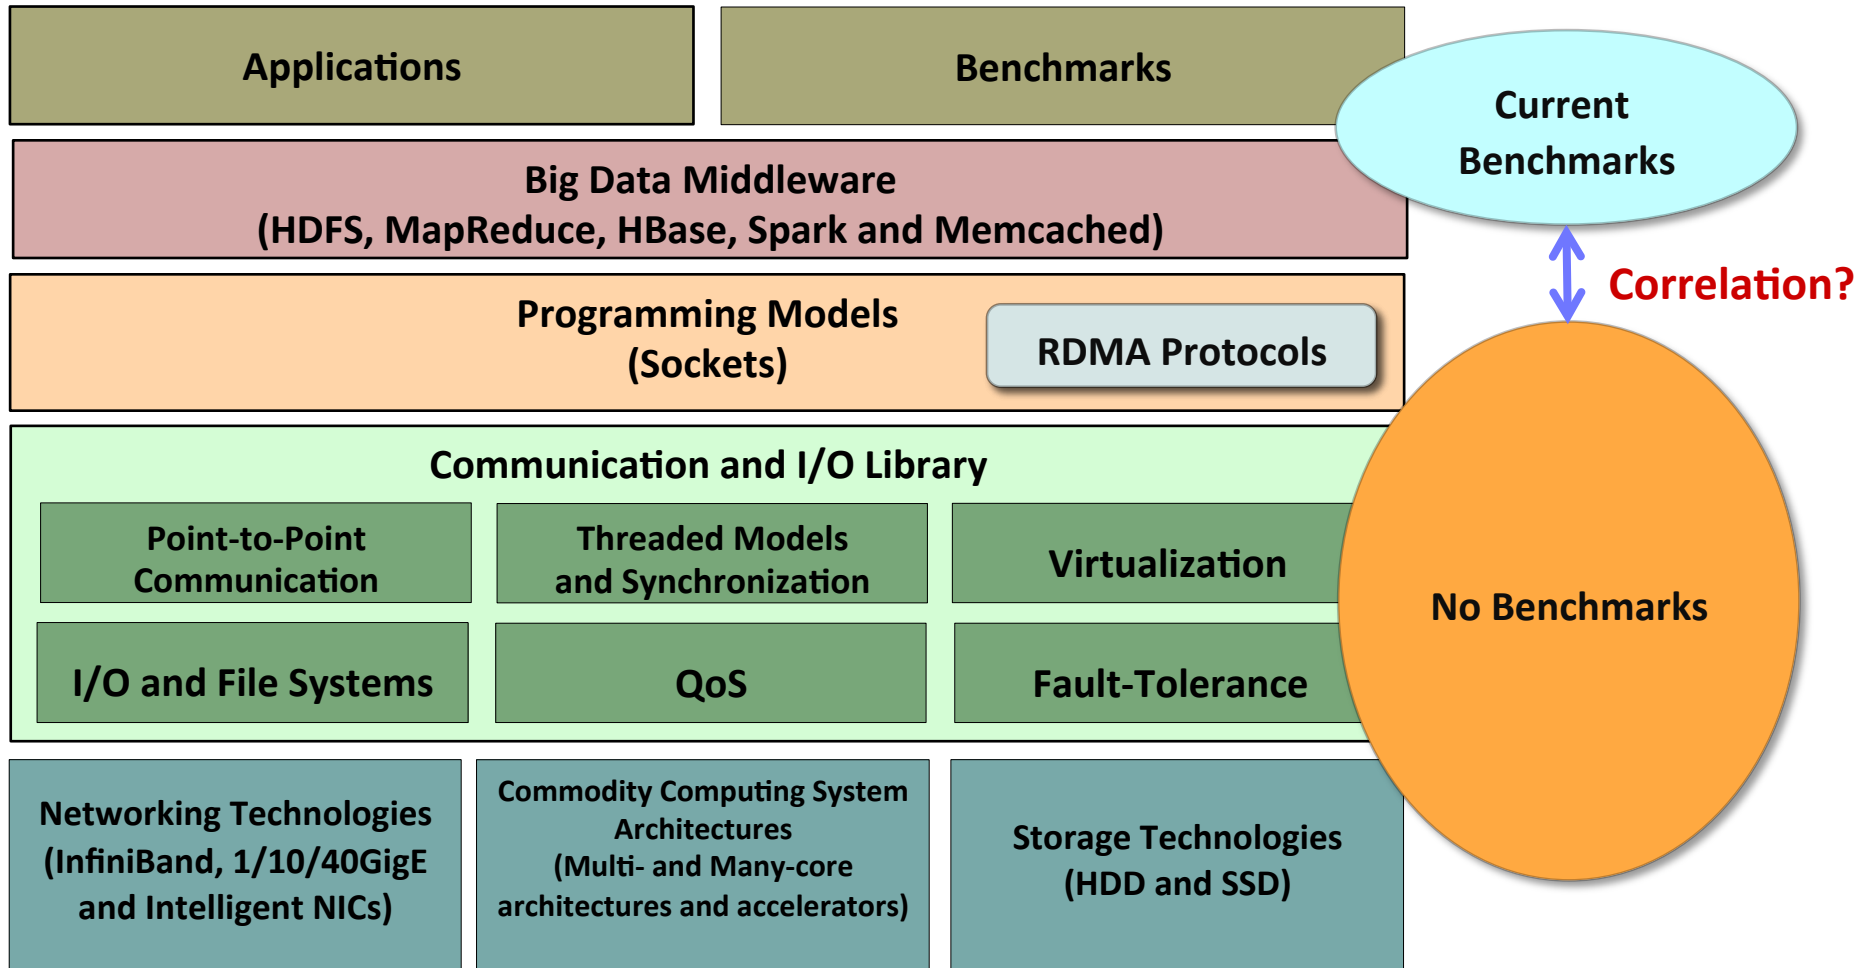 Applications
Benchmarks
Current
Benchmarks
Big Data Middleware
(HDFS, MapReduce, HBase, Spark and Memcached)
Correlation?
Programming Models
(Sockets)
RDMA Protocols
Communication and I/O Library
Point-to-Point
Communication
Threaded Models
and Synchronization
Virtualization
No Benchmarks
I/O and File Systems
QoS
Fault-Tolerance
Networking Technologies
(InfiniBand, 1/10/40GigE
and Intelligent NICs)
Commodity Computing System
Architectures
(Multi- and Many-core
architectures and accelerators)
Storage Technologies
(HDD and SSD)